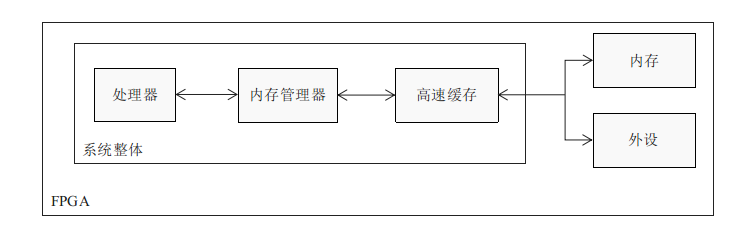 处理器
内存管理器
高速缓存
内存
外设
系统整体
FPGA